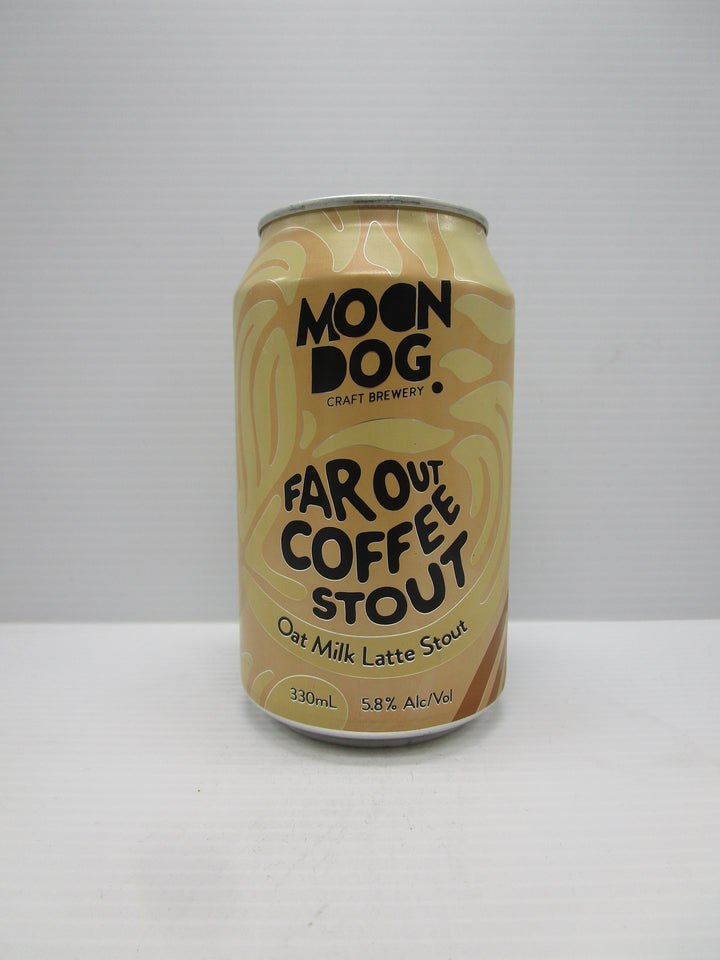 MOON
DOG.
CRAFT BREWERY
FAR OUT
COFFEE
STOUT
Oat Milk Latte Stout
330mL 5.8% Alc/Vol